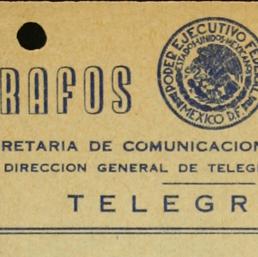 RAFOS
PODER EJECUTIVO FEDERAL
ESTADOS UNIDOS MEXICANOS
MEXICO D.F.
RETARIA DE COMUNICACION
DIRECCION GENERAL DE TELEG
TELEGR